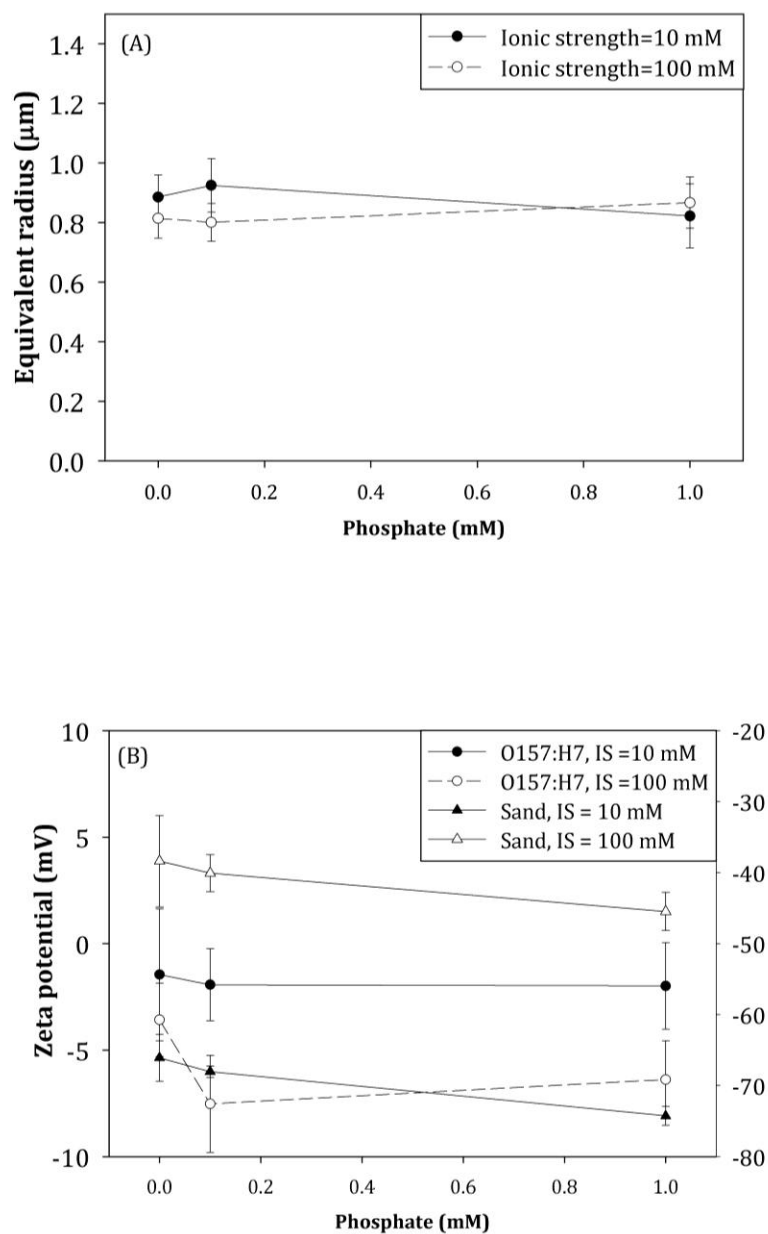 (A)
Ionic strength=10 mM
Ionic strength=100 mM
Equivalent radius (μm)
1.4
1.2
1.0
0.8
0.6
0.4
0.2
0.0
0.0 0.2 0.4 0.6 0.8 1.0
Phosphate (mM)
(B)
O157:H7, IS =10 mM
O157:H7, IS =100 mM
Sand, IS = 10 mM
Sand, IS = 100 mM
Zeta potential (mV)
10
5
0
-5
-10
-20
-30
-40
-50
-60
-70
-80
0.0 0.2 0.4 0.6 0.8 1.0
Phosphate (mM)